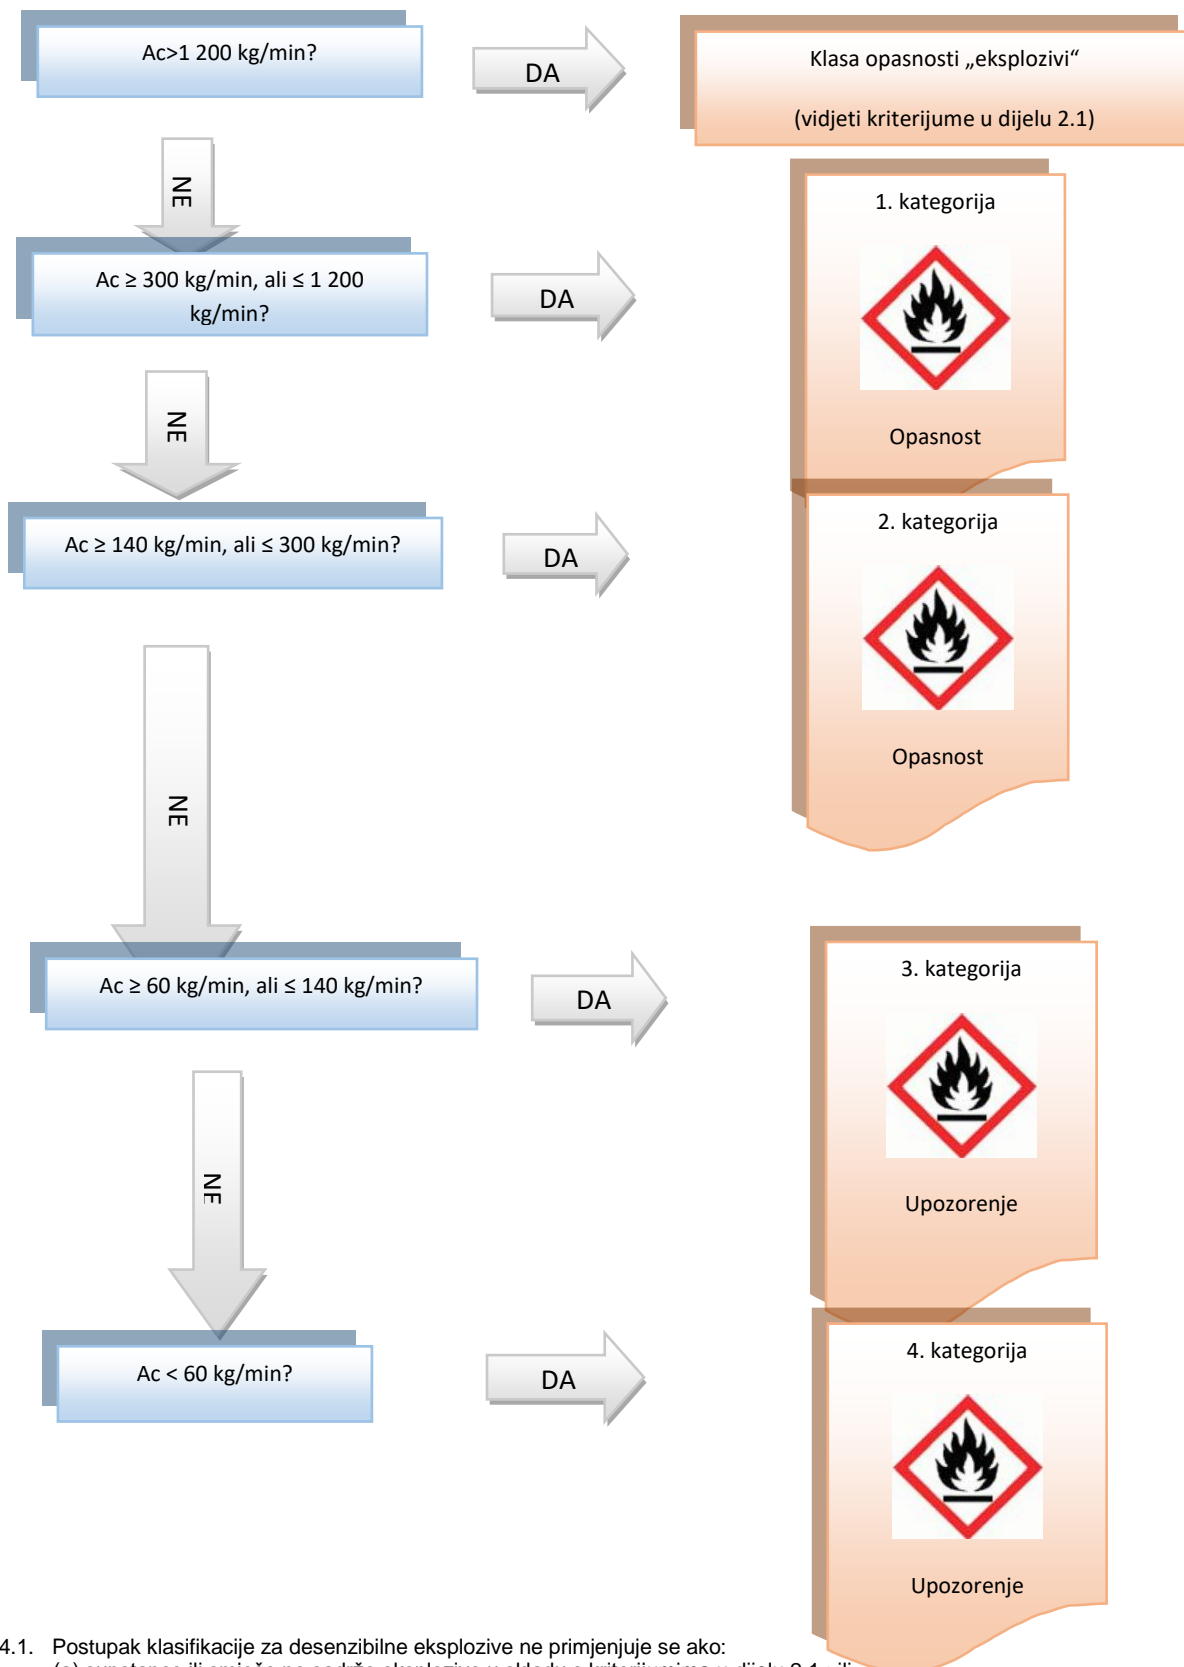 Ac>1 200 kg/min?
DA
Klasa opasnosti „eksplozivi“
(vidjeti kriterijume u dijelu 2.1)
NE
Ac ≥ 300 kg/min, ali ≤ 1 200
kg/min?
DA
1. kategorija
Opasnost
NE
Ac ≥ 140 kg/min, ali ≤ 300 kg/min?
DA
2. kategorija
Opasnost
NE
Ac ≥ 60 kg/min, ali ≤ 140 kg/min?
DA
3. kategorija
Upozorenje
NE
Ac < 60 kg/min?
DA
4. kategorija
Upozorenje
4.1. Postupak klasifikacije za desenzibilne eksplozive ne primjenjuje se ako: